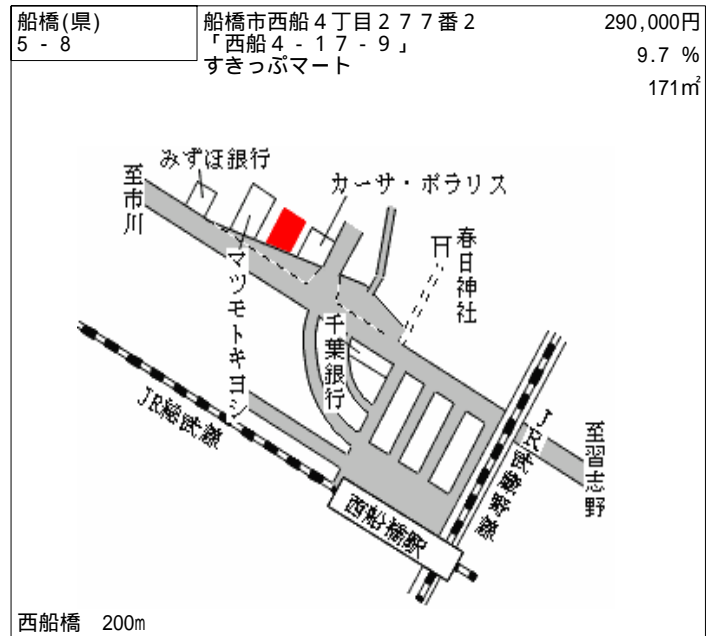 船橋(県)
5 - 8
船橋市西船４丁目２７７番２
「西船４-１７-９」
すきっぷマート
290,000円
9.7 %
171㎡
みずほ銀行
カーサ・ポラリス
至市川
マツモトキヨシ
春日神社
千葉銀行
JR総武線
JR武蔵野線
至習志野
西船橋駅
西船橋　200m